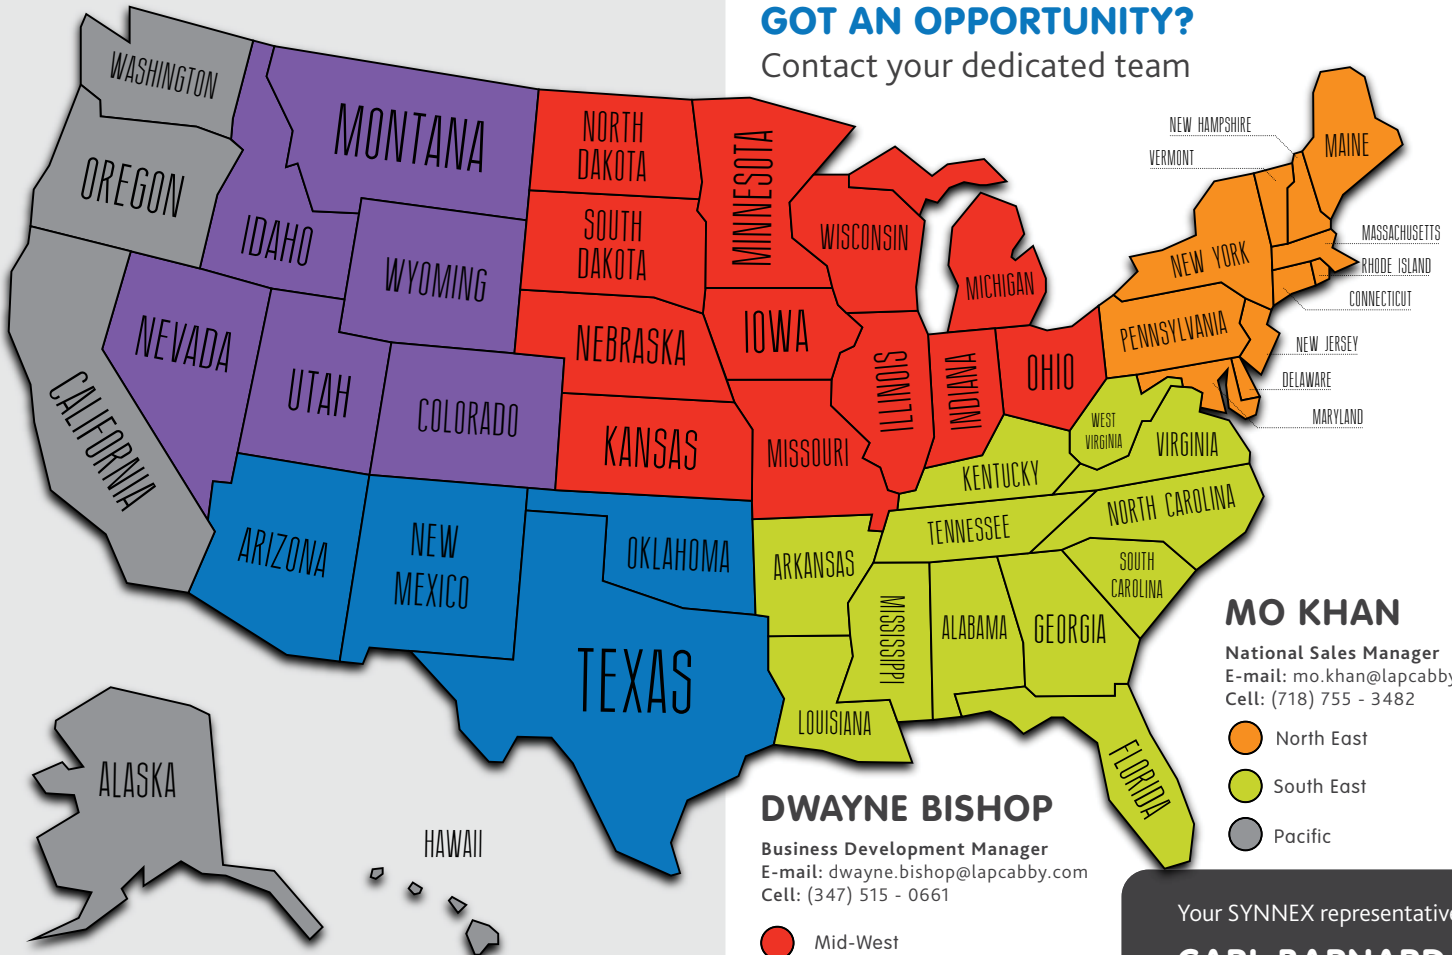 GOT AN OPPORTUNITY?
Contact your dedicated team
WASHINGTON
OREGON
CALIFORNIA
MONTANA
IDAHO
WYOMING
NEVADA
UTAH
COLORADO
ARIZONA
NEW
MEXICO
OKLAHOMA
TEXAS
NORTH
DAKOTA
SOUTH
DAKOTA
NEBRASKA
KANSAS
MINNESOTA
IOWA
MISSOURI
WISCONSIN
ILLINOIS
INDIANA
MICHIGAN
OHIO
KENTUCKY
WEST
VIRGINIA
VIRGINIA
TENNESSEE
NORTH CAROLINA
SOUTH
CAROLINA
ARKANSAS
MISSISSIPPI
ALABAMA
GEORGIA
LOUISIANA
FLORIDA
NEW HAMPSHIRE
VERMONT
MAINE
NEW YORK
PENNSYLVANIA
MASSACHUSETTS
RHODE ISLAND
CONNECTICUT
NEW JERSEY
DELAWARE
MARYLAND
ALASKA
HAWAII
MO KHAN
National Sales Manager
E-mail: mo.khan@lapcabby
Cell: (718) 755 - 3482
North East
South East
Pacific
DWAYNE BISHOP
Business Development Manager
E-mail: dwayne.bishop@lapcabby.com
Cell: (347) 515 - 0661
Mid-West
Your SYNNEX representative
CARL BARNARD